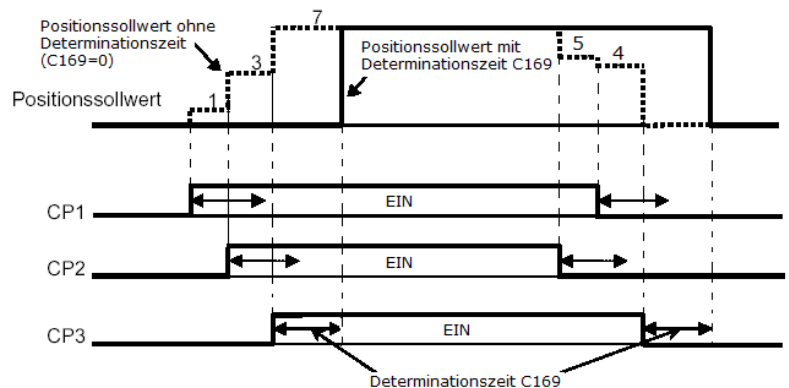 Positionssollwert ohne
Determinationszeit
(C169=0)
7
3
1
Positionssollwert mit
Determinationszeit C169
5
4
Positionssollwert
CP1
EIN
CP2
EIN
CP3
EIN
Determinationszeit C169